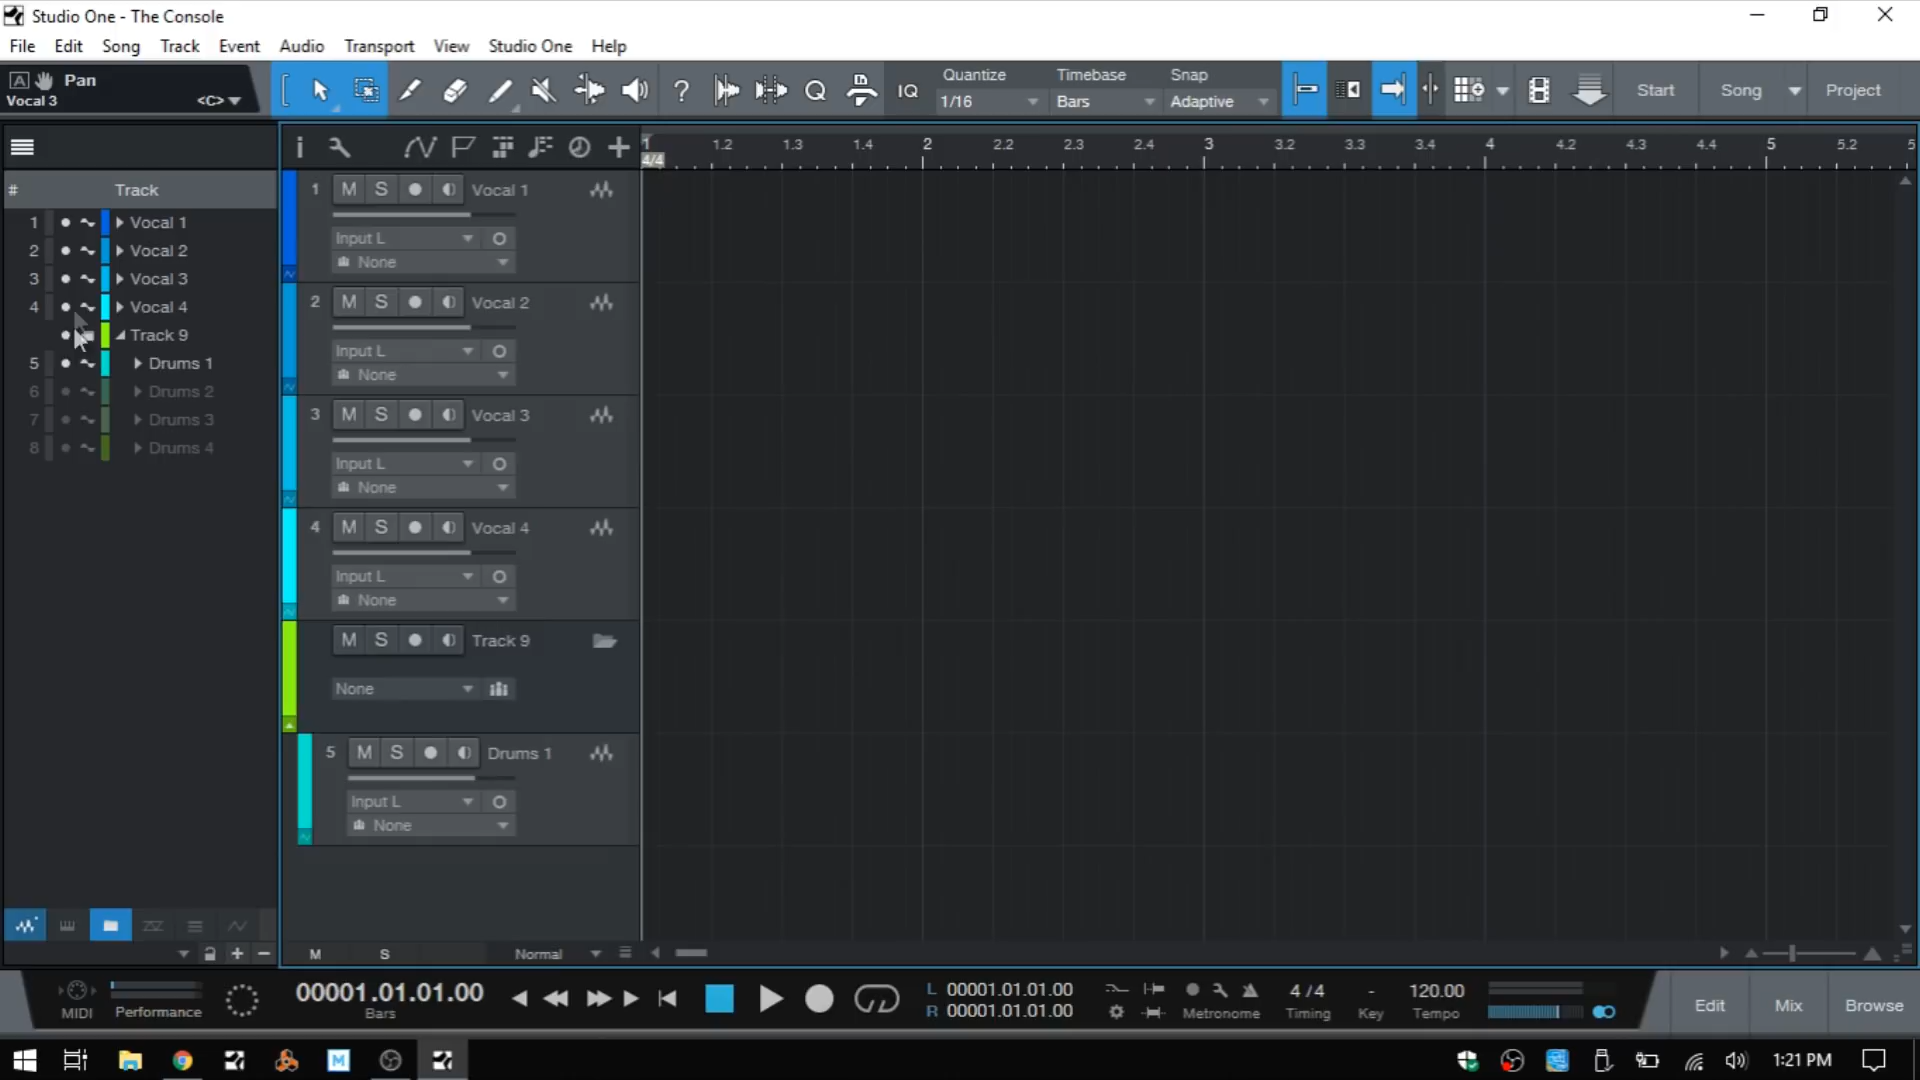 Studio One - The Console
File Edit Song Track Event Audio Transport View Studio One Help
A Pan
Vocal 3 <C>
? Q IQ
Quantize
1/16
Timebase
Bars
Snap
Adaptive
Start Song Project
# Track
1 Vocal 1
2 Vocal 2
3 Vocal 3
4 Vocal 4
Track 9
5 Drums 1
6 Drums 2
7 Drums 3
8 Drums 4
i
1 1.2 1.3 1.4 2 2.2 2.3 2.4 3 3.2 3.3 3.4 4 4.2 4.3 4.4 5 5.2 5
4/4
1 M S Vocal 1
Input L
None
2 M S Vocal 2
Input L
None
3 M S Vocal 3
Input L
None
4 M S Vocal 4
Input L
None
M S Track 9
None
5 M S Drums 1
Input L
None
M S Normal
MIDI
Performance
00001.01.01.00
Bars
L 00001.01.01.00
R 00001.01.01.00
Metronome
4 / 4
Timing
-
Key
120.00
Tempo
Edit Mix Browse
M
1:21 PM